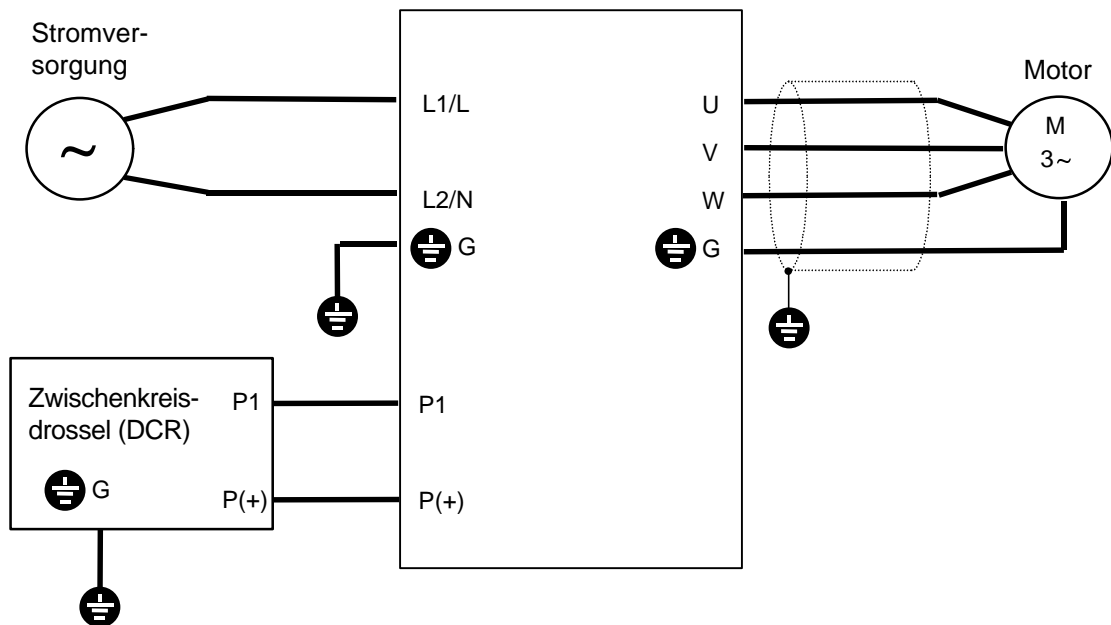 Stromver-
sorgung
~
L1/L
L2/N
G
U
V
W
G
Motor
M
3~
Zwischenkreis-
drossel (DCR)
P1
G
P(+)
P1
P(+)